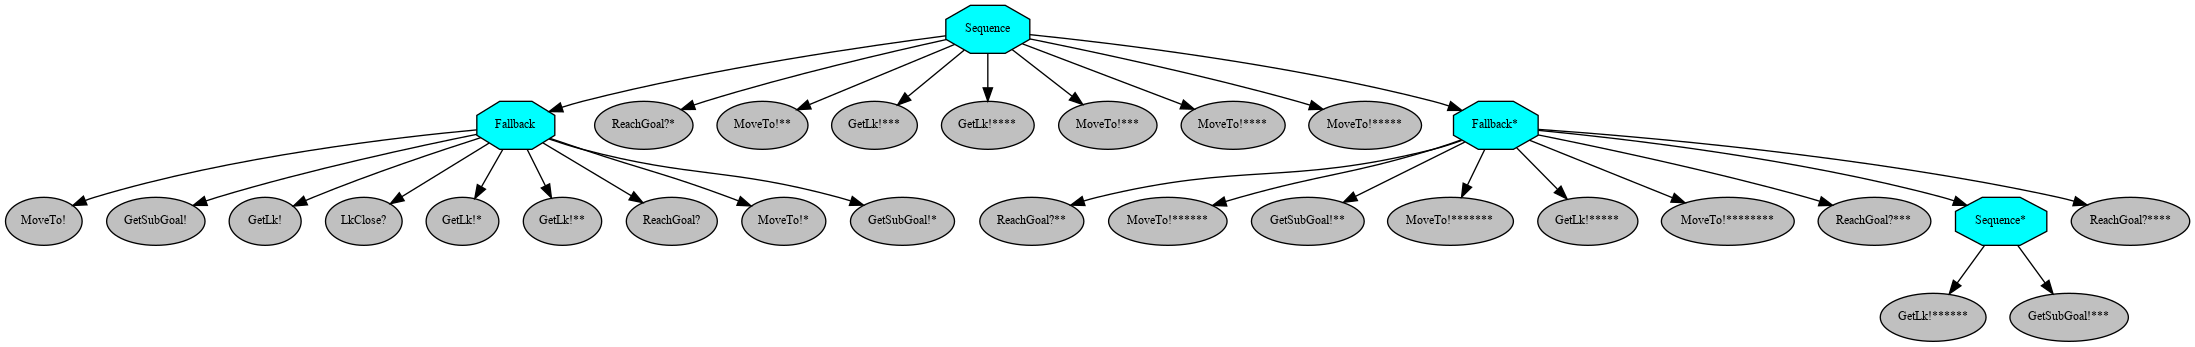 Sequence
Fallback
ReachGoal?*
MoveTo!**
GetLk!***
GetLk!****
MoveTo!***
MoveTo!****
MoveTo!*****
Fallback*
MoveTo!
GetSubGoal!
GetLk!
LkClose?
GetLk!*
GetLk!**
ReachGoal?
MoveTo!*
GetSubGoal!*
ReachGoal?**
MoveTo!******
GetSubGoal!**
MoveTo!*******
GetLk!*****
MoveTo!********
ReachGoal?***
Sequence*
ReachGoal?****
GetLk!******
GetSubGoal!***